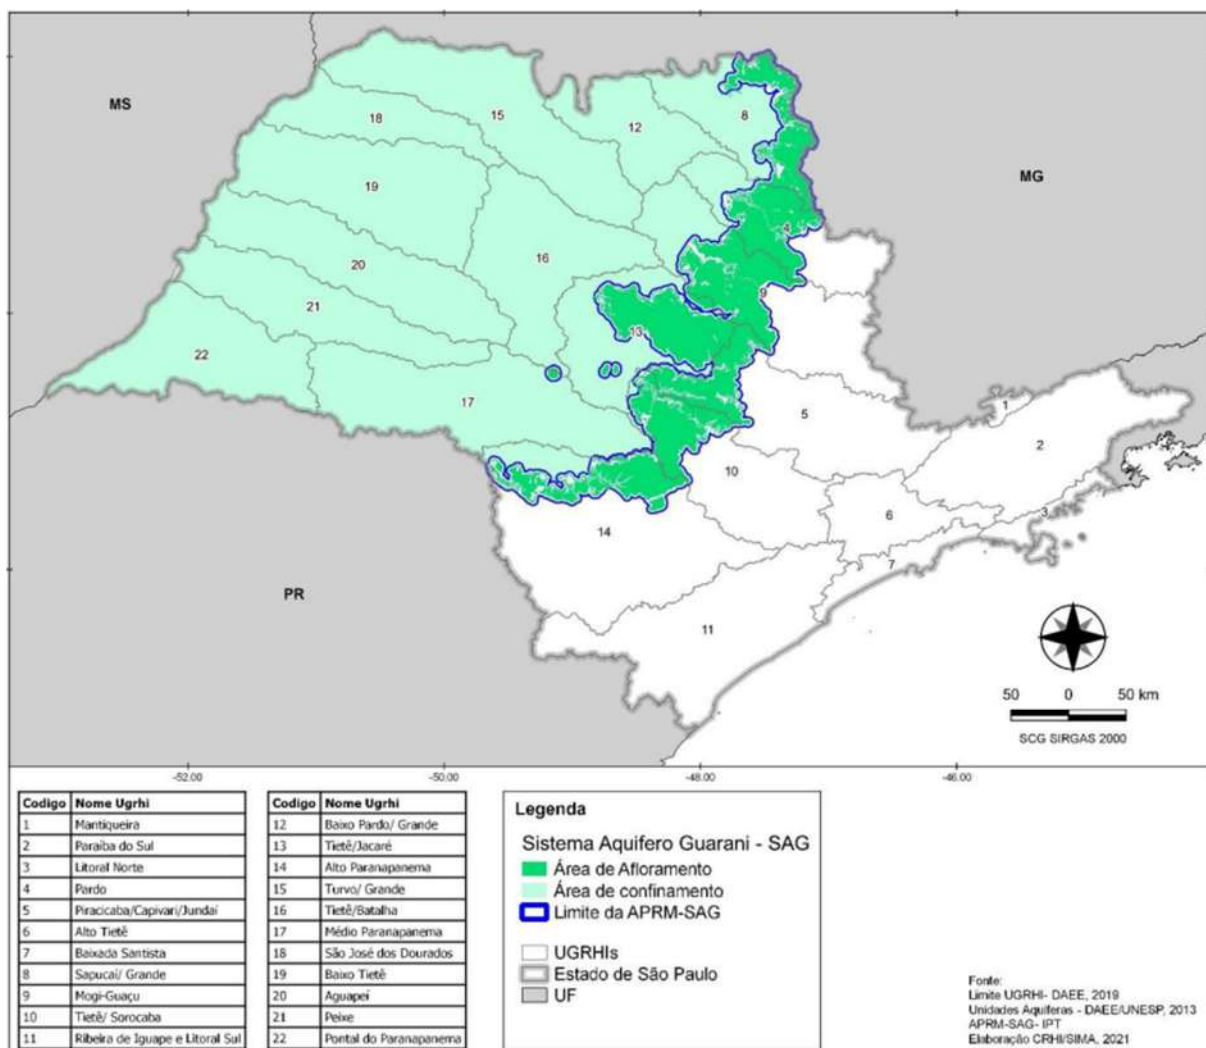 MS
18
15
12
8
MG
19
4
16
20
9
21
13
22
17
5
1
2
10
3
6
14
7
PR
11
50 0 50 km
SCG SIRGAS 2000
-52.00 -50.00 -48.00 -46.00
Codigo Nome Ugrhi
1 Mantiqueira
2 Paraíba do Sul
3 Litoral Norte
4 Pardo
5 Piracicaba/Capivari/Jundaí
6 Alto Tietê
7 Baixada Santista
8 Sapucaí/ Grande
9 Mogi-Guaçu
10 Tietê/ Sorocaba
11 Ribeira de Iguape e Litoral Sul
Codigo Nome Ugrhi
12 Baixo Pardo/ Grande
13 Tietê/Jacaré
14 Alto Paranapanema
15 Turvo/ Grande
16 Tietê/Batalha
17 Médio Paranapanema
18 São José dos Dourados
19 Baixo Tietê
20 Aguapeí
21 Peixe
22 Pontal do Paranapanema
Legenda
Sistema Aquifero Guarani - SAG
Área de Afloramento
Área de confinamento
Limite da APRM-SAG
UGRHIs
Estado de São Paulo
UF
Fonte:
Limite UGRHI- DAEE, 2019
Unidades Aquiferas - DAEE/UNESP, 2013
APRM-SAG- IPT
Elaboração CRHI/SIMA, 2021